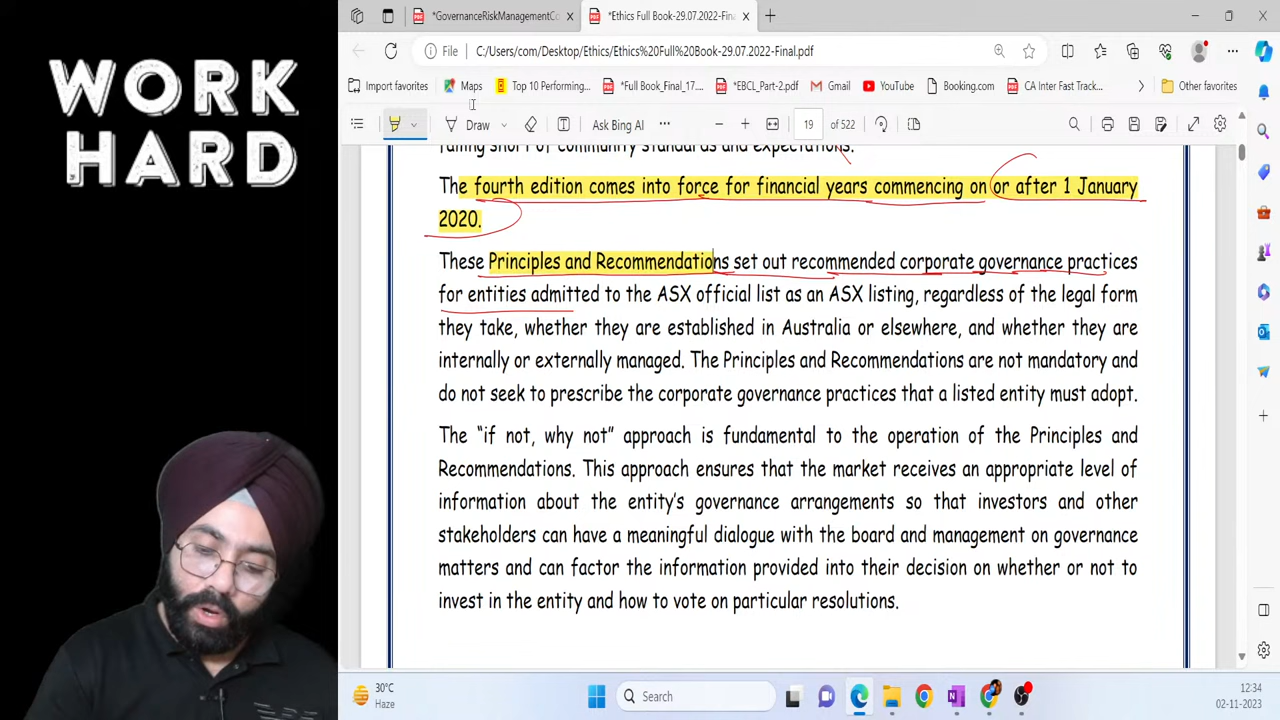 WORK
HARD
*GovernanceRiskManagementCo
*Ethics Full Book-29.07.2022-Fina
File
C:/Users/com/Desktop/Ethics/Ethics%20Full%20Book-29.07.2022-Final.pdf
Import favorites
Maps
Top 10 Performing...
*Full Book_Final_17....
*EBCL_Part-2.pdf
Gmail
YouTube
Booking.com
CA Inter Fast Track...
Draw
Ask Bing AI
19 of 522
falling short of community standards and expectations.
The fourth edition comes into force for financial years commencing on or after 1 January
2020.
These Principles and Recommendations set out recommended corporate governance practices
for entities admitted to the ASX official list as an ASX listing, regardless of the legal form
they take, whether they are established in Australia or elsewhere, and whether they are
internally or externally managed. The Principles and Recommendations are not mandatory and
do not seek to prescribe the corporate governance practices that a listed entity must adopt.
The “if not, why not” approach is fundamental to the operation of the Principles and
Recommendations. This approach ensures that the market receives an appropriate level of
information about the entity’s governance arrangements so that investors and other
stakeholders can have a meaningful dialogue with the board and management on governance
matters and can factor the information provided into their decision on whether or not to
invest in the entity and how to vote on particular resolutions.
30°C
Haze
Search
12:34
02-11-2023